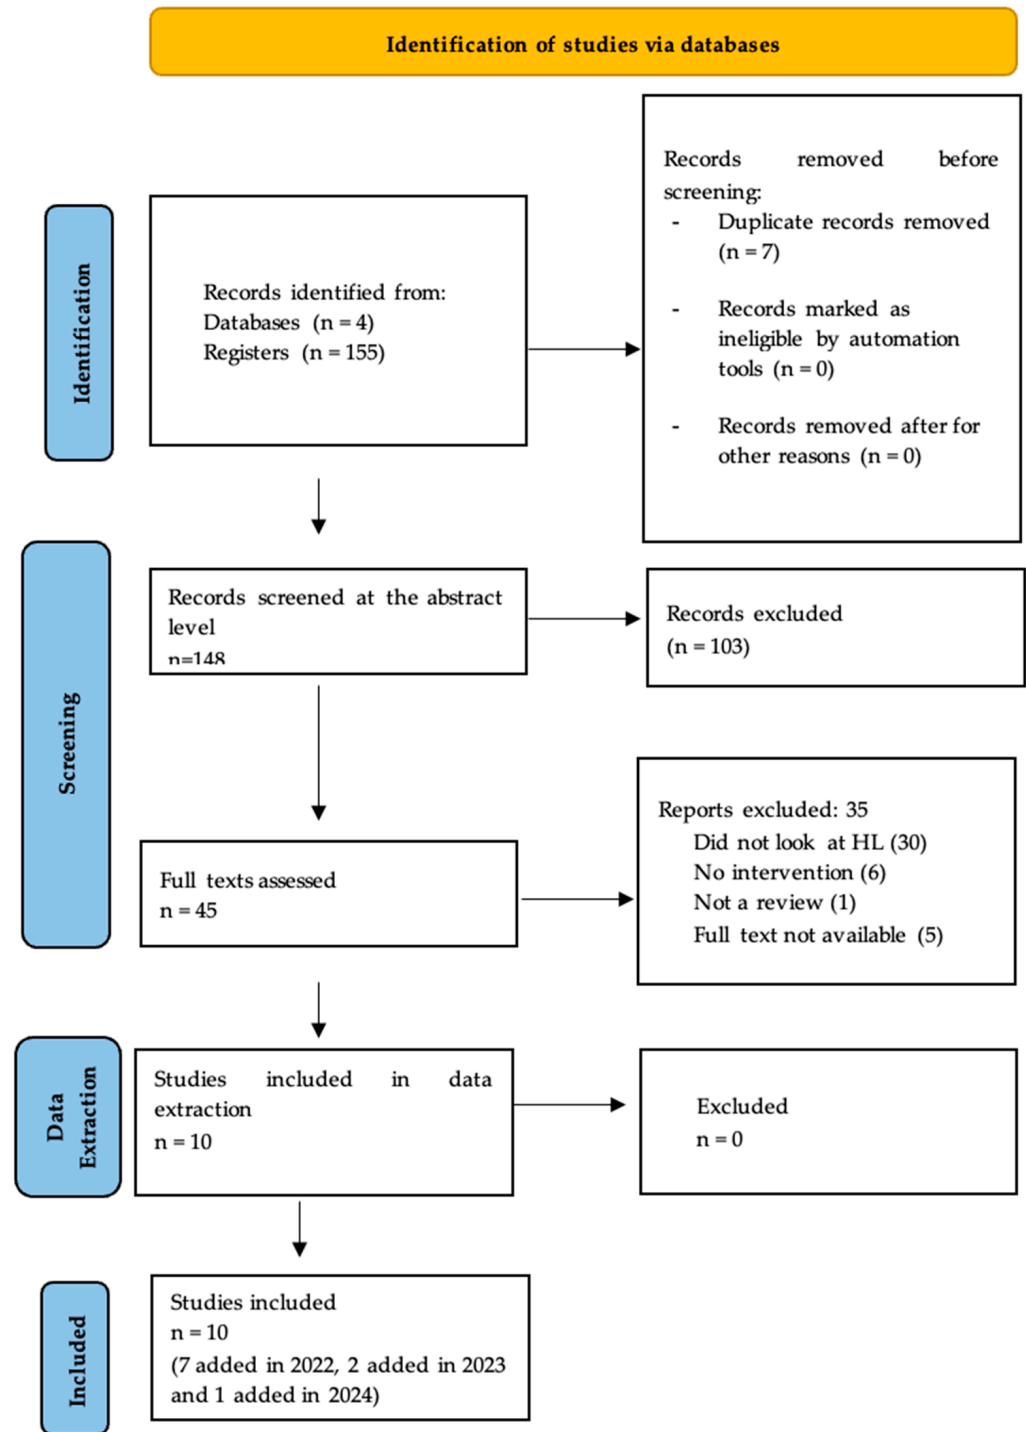 Identification of studies via databases
Identification
Records identified from:
Databases (n = 4)
Registers (n = 155)
Records removed before
screening:
- Duplicate records removed
(n = 7)
- Records marked as
ineligible by automation
tools (n = 0)
- Records removed after for
other reasons (n = 0)
Screening
Records screened at the abstract
level
n=148
Records excluded
(n = 103)
Full texts assessed
n = 45
Reports excluded: 35
Did not look at HL (30)
No intervention (6)
Not a review (1)
Full text not available (5)
Data
Extraction
Studies included in data
extraction
n = 10
Excluded
n = 0
Included
Studies included
n = 10
(7 added in 2022, 2 added in 2023
and 1 added in 2024)